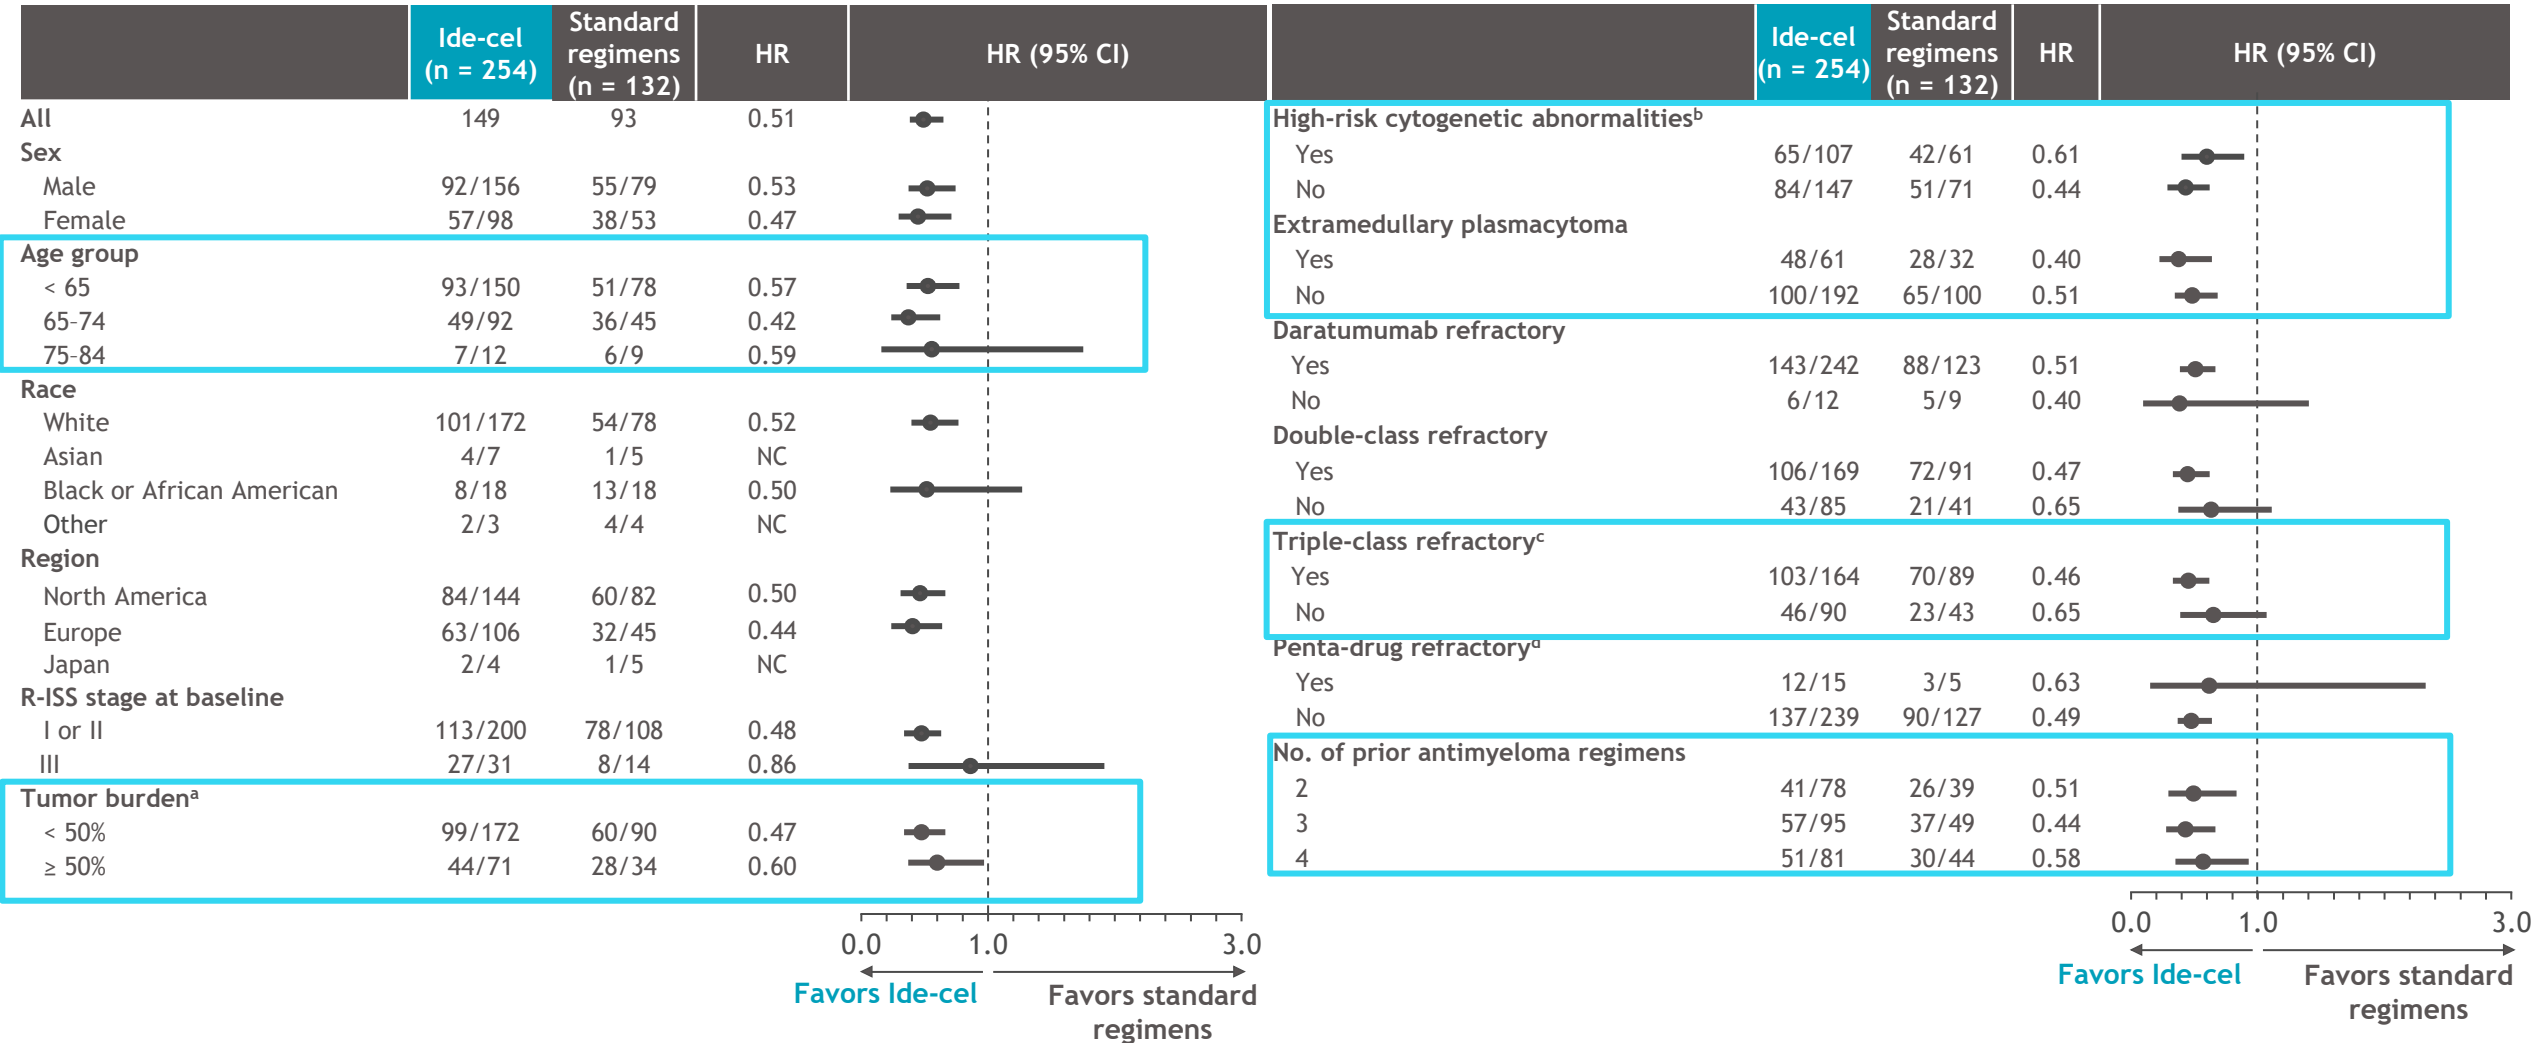 Ide-cel (n = 254) Standard regimens (n = 132) HR HR (95% CI)
All 149 93 0.51
Sex
Male 92/156 55/79 0.53
Female 57/98 38/53 0.47
Age group
< 65 93/150 51/78 0.57
65–74 49/92 36/45 0.42
75–84 7/12 6/9 0.59
Race
White 101/172 54/78 0.52
Asian 4/7 1/5 NC
Black or African American 8/18 13/18 0.50
Other 2/3 4/4 NC
Region
North America 84/144 60/82 0.50
Europe 63/106 32/45 0.44
Japan 2/4 1/5 NC
R-ISS stage at baseline
I or II 113/200 78/108 0.48
III 27/31 8/14 0.86
Tumor burdenᵃ
< 50% 99/172 60/90 0.47
≥ 50% 44/71 28/34 0.60
0.0 1.0 3.0
Favors Ide-cel Favors standard regimens
Ide-cel (n = 254) Standard regimens (n = 132) HR HR (95% CI)
High-risk cytogenetic abnormalitiesᵇ
Yes 65/107 42/61 0.61
No 84/147 51/71 0.44
Extramedullary plasmacytoma
Yes 48/61 28/32 0.40
No 100/192 65/100 0.51
Daratumumab refractory
Yes 143/242 88/123 0.51
No 6/12 5/9 0.40
Double-class refractory
Yes 106/169 72/91 0.47
No 43/85 21/41 0.65
Triple-class refractoryᶜ
Yes 103/164 70/89 0.46
No 46/90 23/43 0.65
Penta-drug refractoryᵈ
Yes 12/15 3/5 0.63
No 137/239 90/127 0.49
No. of prior antimyeloma regimens
2 41/78 26/39 0.51
3 57/95 37/49 0.44
4 51/81 30/44 0.58
0.0 1.0 3.0
Favors Ide-cel Favors standard regimens